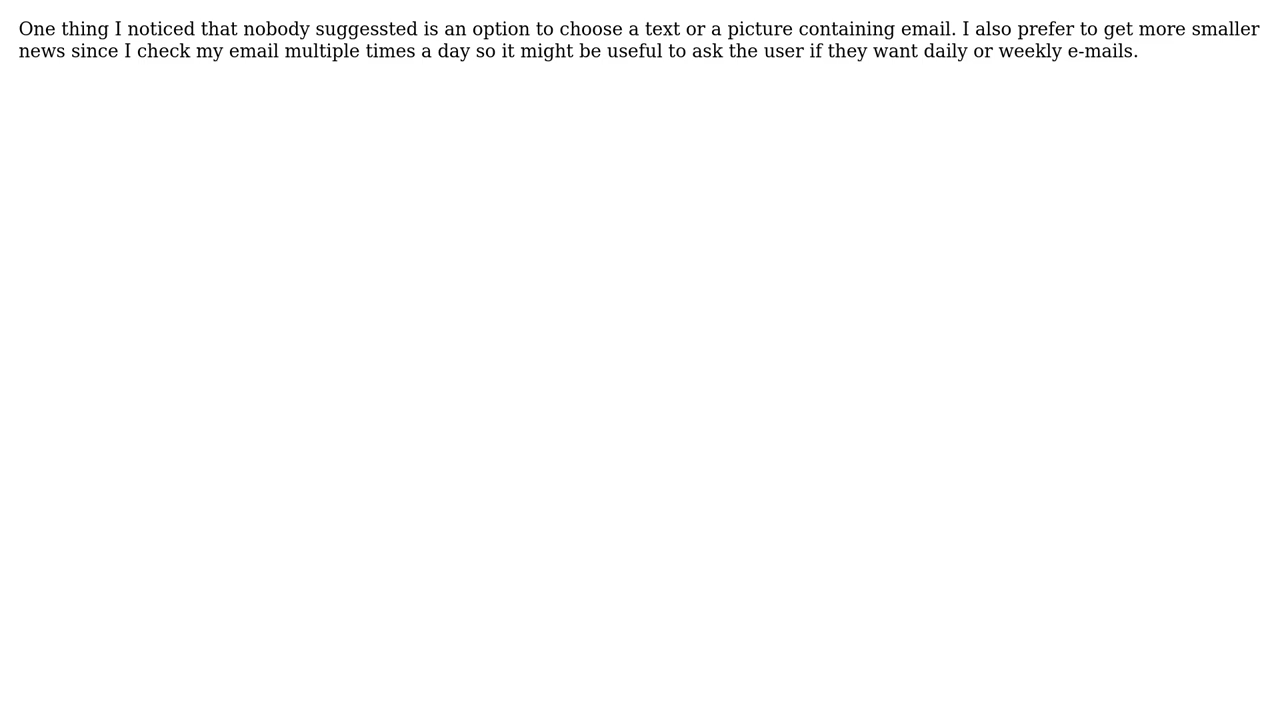 One thing I noticed that nobody suggessted is an option to choose a text or a picture containing email. I also prefer to get more smaller
news since I check my email multiple times a day so it might be useful to ask the user if they want daily or weekly e-mails.